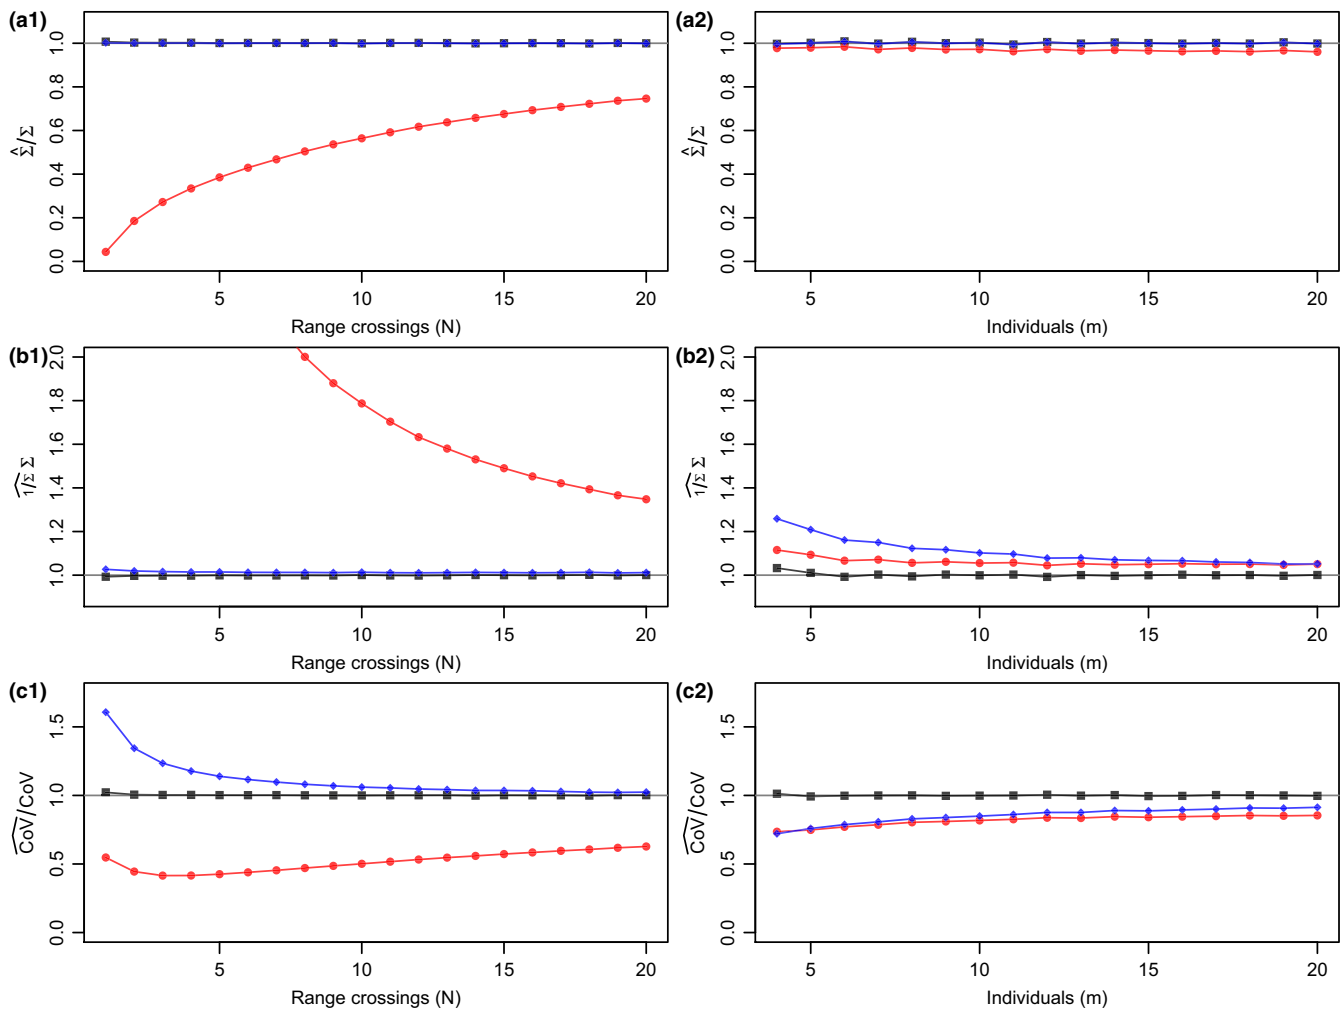 (a1)
Σ̂/Σ
0.0 0.2 0.4 0.6 0.8 1.0
5 10 15 20
Range crossings (N)
(a2)
Σ̂/Σ
0.0 0.2 0.4 0.6 0.8 1.0
5 10 15 20
Individuals (m)
(b1)
1/Σ̂ Σ
1.0 1.2 1.4 1.6 1.8 2.0
5 10 15 20
Range crossings (N)
(b2)
1/Σ̂ Σ
1.0 1.2 1.4 1.6 1.8 2.0
5 10 15 20
Individuals (m)
(c1)
CoV̂/CoV
0.0 0.5 1.0 1.5
5 10 15 20
Range crossings (N)
(c2)
CoV̂/CoV
0.0 0.5 1.0 1.5
5 10 15 20
Individuals (m)